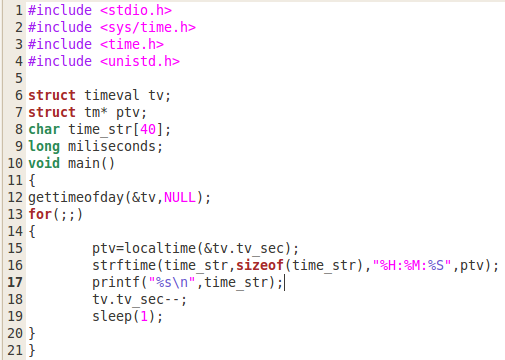 1 #include <stdio.h>
2 #include <sys/time.h>
3 #include <time.h>
4 #include <unistd.h>
5
6 struct timeval tv;
7 struct tm* ptv;
8 char time_str[40];
9 long miliseconds;
10 void main()
11 {
12 gettimeofday(&tv,NULL);
13 for(;;)
14 {
15         ptv=localtime(&tv.tv_sec);
16         strftime(time_str,sizeof(time_str),"%H:%M:%S",ptv);
17         printf("%s\n",time_str);
18         tv.tv_sec--;
19         sleep(1);
20 }
21 }